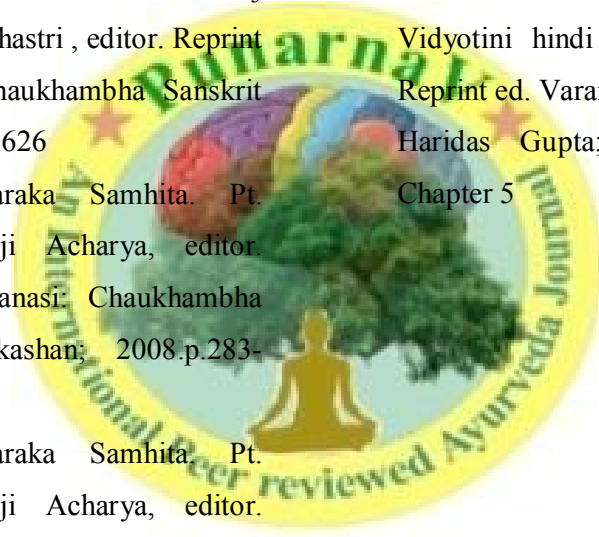 hastri , editor. Reprint
haukhambha Sanskrit
626
araka Samhita. Pt.
ji Acharya, editor.
anasi: Chaukhambha
kashan; 2008.p.283-
araka Samhita. Pt.
ji Acharya, editor.
Vidyotini hindi
Reprint ed. Vara
Haridas Gupta;
Chapter 5
PunarnaV
An International Peer reviewed Ayurveda Journal